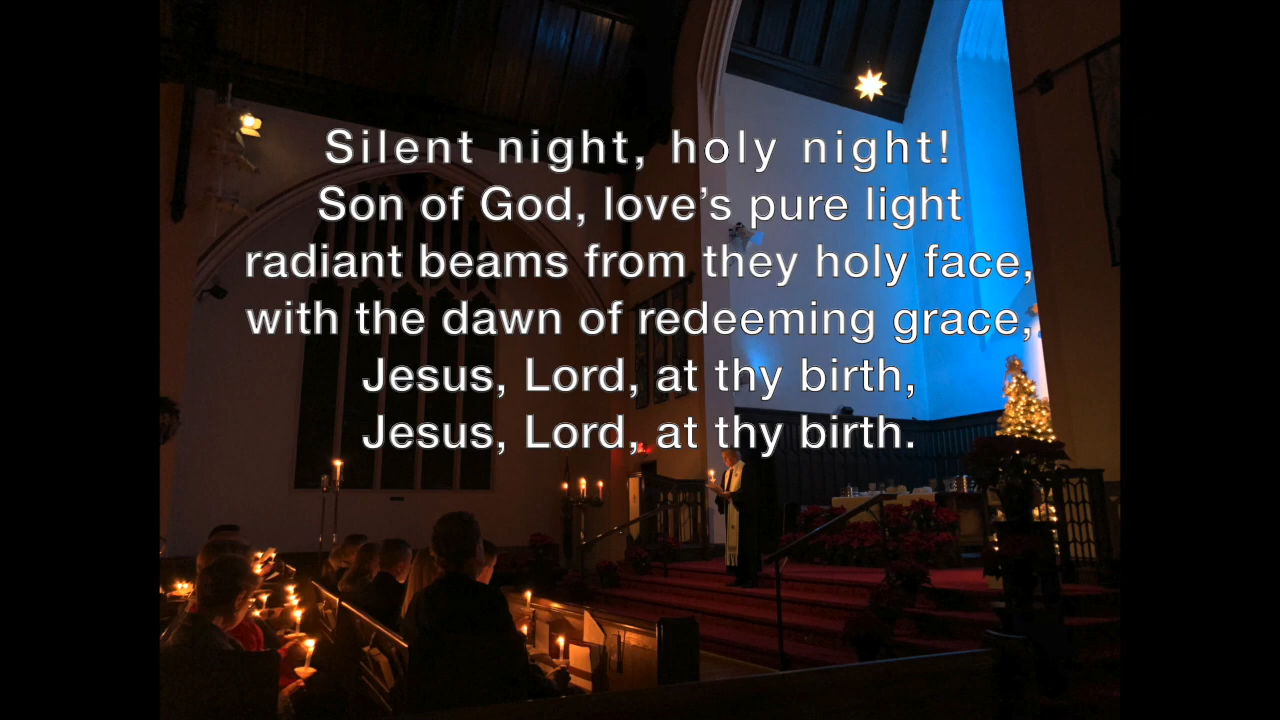 Silent night, holy night!
Son of God, love’s pure light
radiant beams from they holy face,
with the dawn of redeeming grace,
Jesus, Lord, at thy birth,
Jesus, Lord, at thy birth.